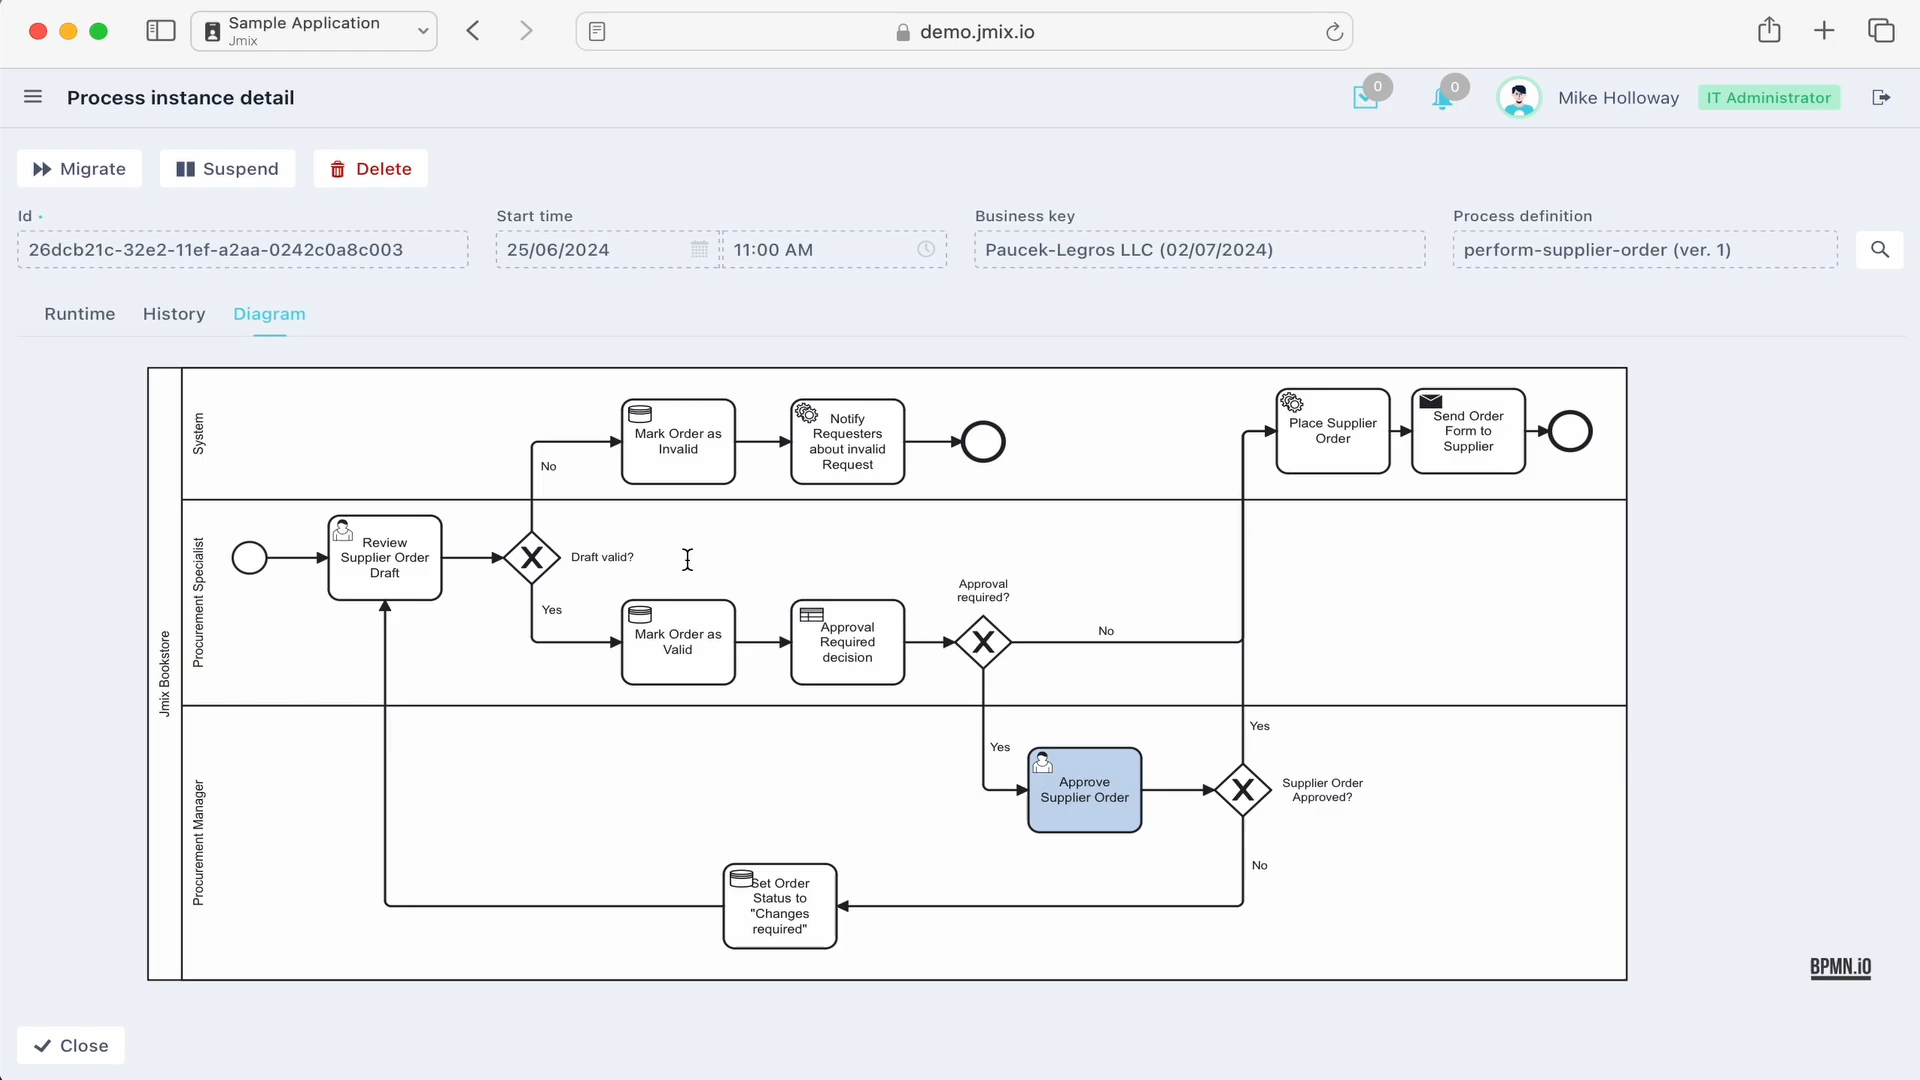 Sample Application
Jmix
demo.jmix.io
Process instance detail
0
0
Mike Holloway
IT Administrator
Migrate
Suspend
Delete
Id
Start time
Business key
Process definition
26dcb21c-32e2-11ef-a2aa-0242c0a8c003
25/06/2024
11:00 AM
Paucek-Legros LLC (02/07/2024)
perform-supplier-order (ver. 1)
Runtime
History
Diagram
Jmix Bookstore
System
Mark Order as
Invalid
Notify
Requesters
about invalid
Request
Place Supplier
Order
Send Order
Form to
Supplier
No
Procurement Specialist
Review
Supplier Order
Draft
Draft valid?
Yes
Mark Order as
Valid
Approval
Required
decision
Approval
required?
No
Procurement Manager
Yes
Approve
Supplier Order
Yes
Supplier Order
Approved?
No
Set Order
Status to
"Changes
required"
BPMN.iO
Close